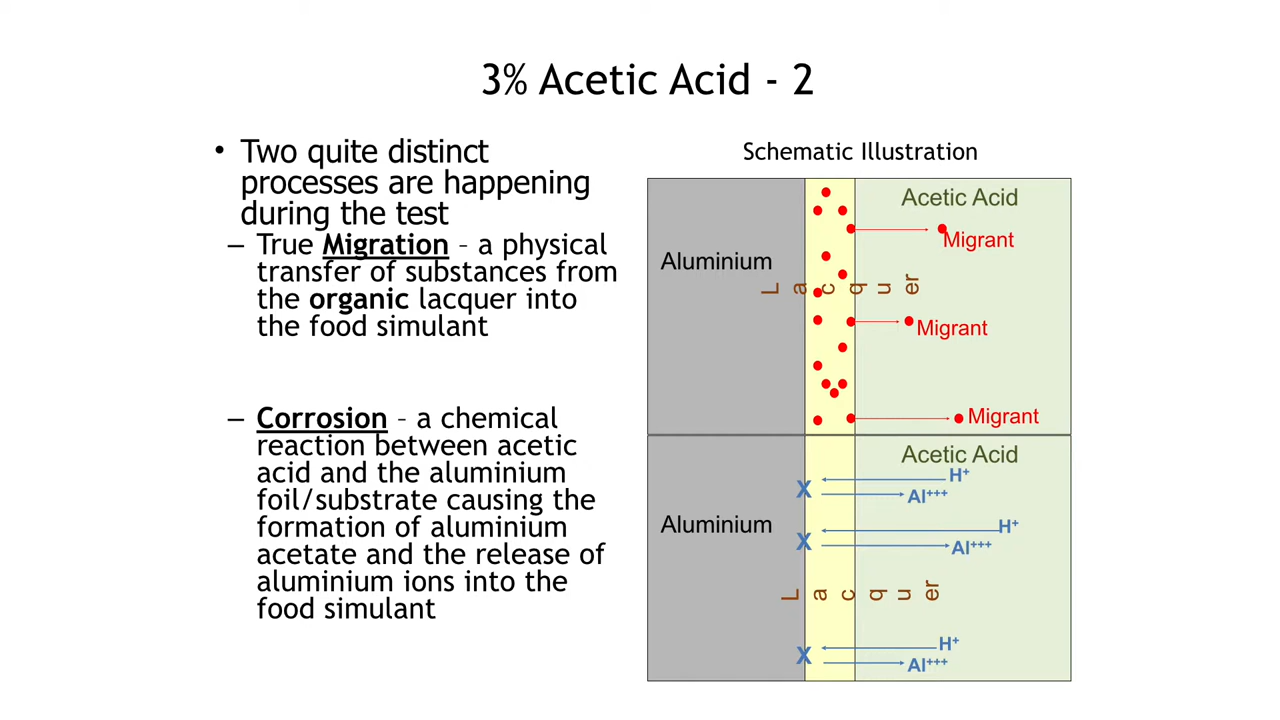 3% Acetic Acid - 2
• Two quite distinct
processes are happening
during the test
– True Migration – a physical
transfer of substances from
the organic lacquer into
the food simulant
– Corrosion – a chemical
reaction between acetic
acid and the aluminium
foil/substrate causing the
formation of aluminium
acetate and the release of
aluminium ions into the
food simulant
Schematic Illustration
Acetic Acid
Migrant
Aluminium
Lacquer
Migrant
Migrant
Acetic Acid
X H⁺
Al⁺⁺⁺
Aluminium
X H⁺
Al⁺⁺⁺
Lacquer
X H⁺
Al⁺⁺⁺